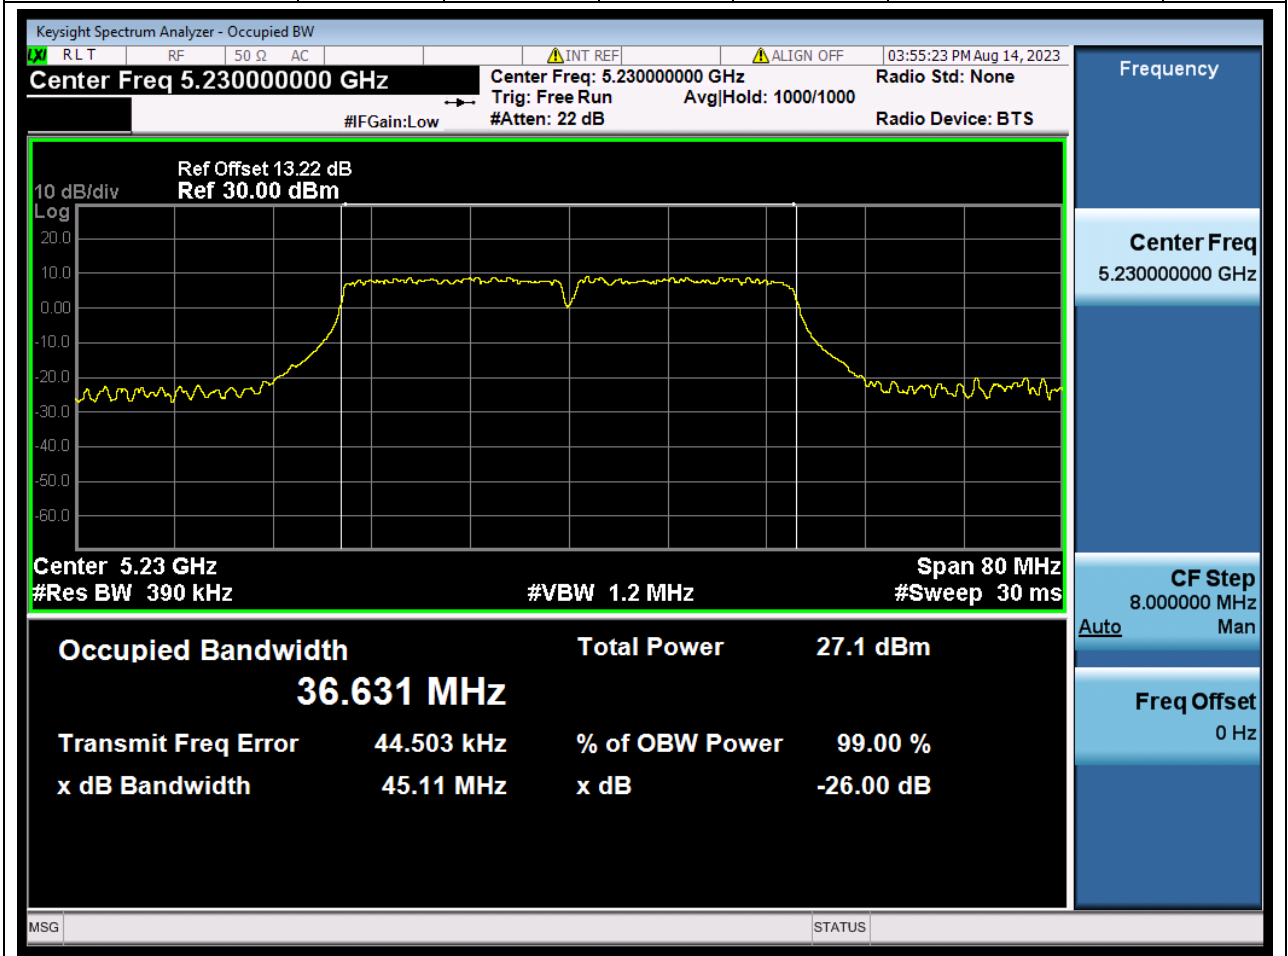 Keysight Spectrum Analyzer - Occupied BW
LXI RLT RF 50 Ω AC INT REF ALIGN OFF 03:55:23 PM Aug 14, 2023
Center Freq 5.230000000 GHz
Center Freq: 5.230000000 GHz Radio Std: None
Trig: Free Run Avg|Hold: 1000/1000
#IFGain:Low #Atten: 22 dB Radio Device: BTS
Frequency
Ref Offset 13.22 dB
10 dB/div Ref 30.00 dBm
Log
20.0
10.0
0.00
-10.0
-20.0
-30.0
-40.0
-50.0
-60.0
Center 5.23 GHz Span 80 MHz
#Res BW 390 kHz #VBW 1.2 MHz #Sweep 30 ms
Occupied Bandwidth Total Power 27.1 dBm
36.631 MHz
Transmit Freq Error 44.503 kHz % of OBW Power 99.00 %
x dB Bandwidth 45.11 MHz x dB -26.00 dB
Center Freq
5.230000000 GHz
CF Step
8.000000 MHz
Auto Man
Freq Offset
0 Hz
MSG STATUS